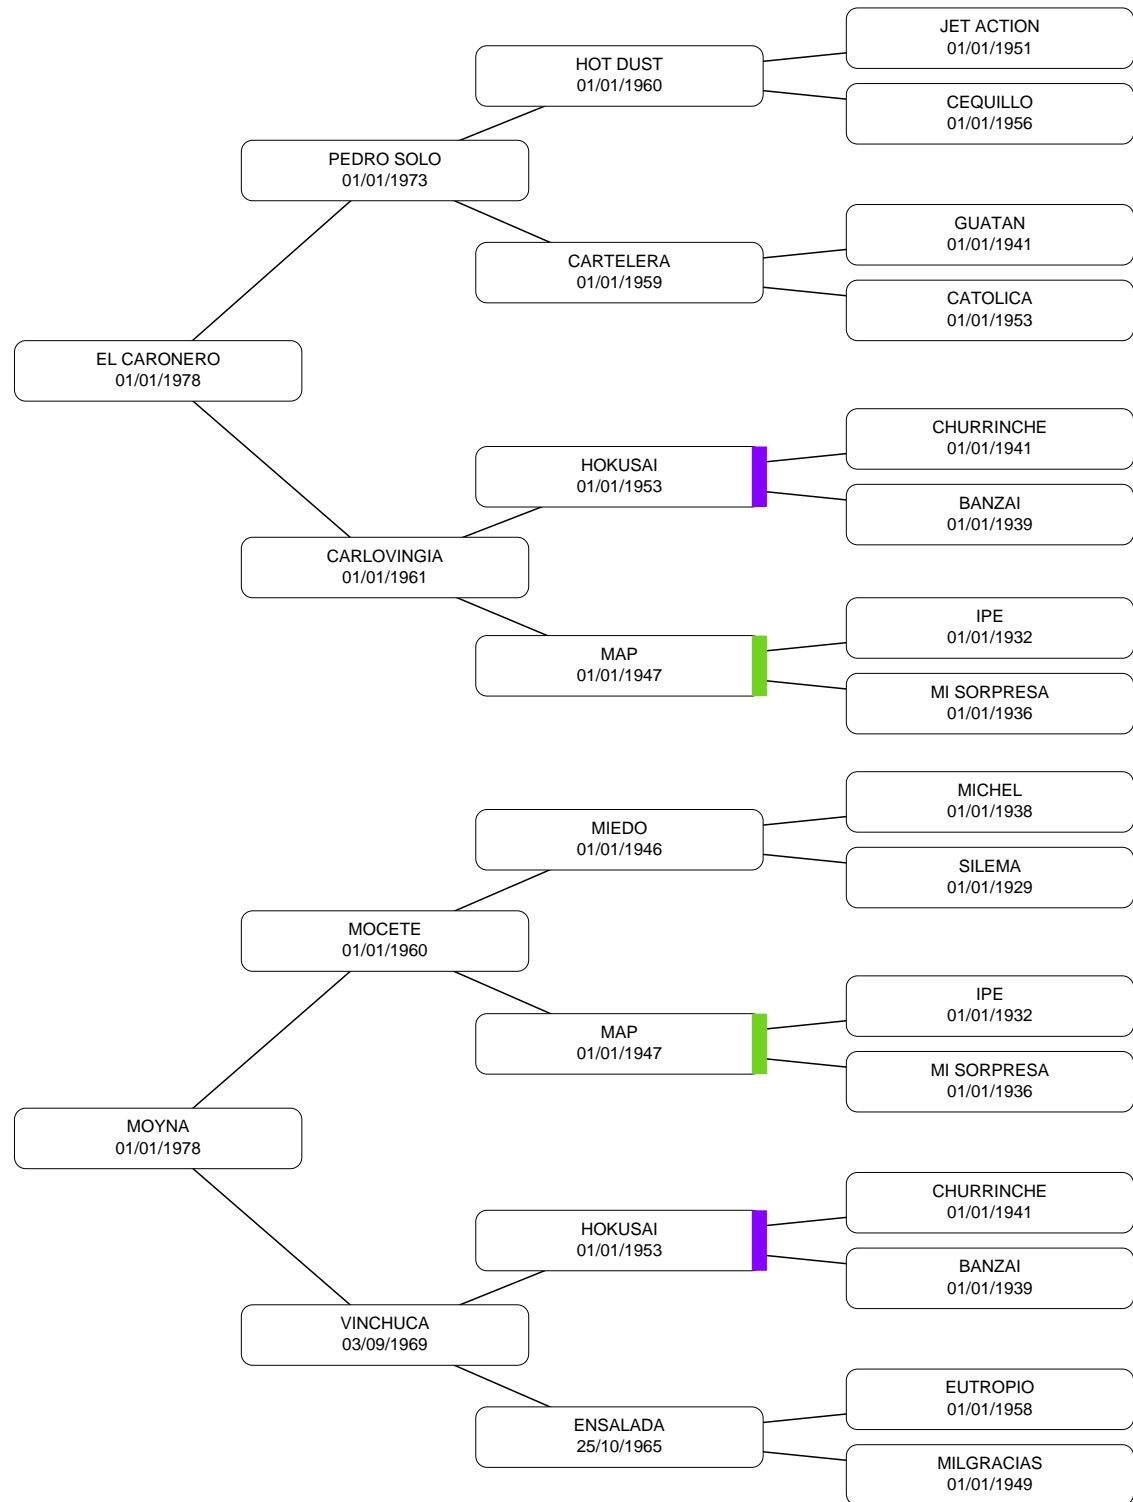 JET ACTION
01/01/1951
HOT DUST
01/01/1960
CEQUILLO
01/01/1956
PEDRO SOLO
01/01/1973
GUATAN
01/01/1941
CARTELERA
01/01/1959
CATOLICA
01/01/1953
EL CARONERO
01/01/1978
CHURRINCHE
01/01/1941
HOKUSAI
01/01/1953
BANZAI
01/01/1939
CARLOVINGIA
01/01/1961
IPE
01/01/1932
MAP
01/01/1947
MI SORPRESA
01/01/1936
MICHEL
01/01/1938
MIEDO
01/01/1946
SILEMA
01/01/1929
MOCETE
01/01/1960
IPE
01/01/1932
MAP
01/01/1947
MI SORPRESA
01/01/1936
MOYNA
01/01/1978
CHURRINCHE
01/01/1941
HOKUSAI
01/01/1953
BANZAI
01/01/1939
VINCHUCA
03/09/1969
EUTROPIO
01/01/1958
ENSALADA
25/10/1965
MILGRACIAS
01/01/1949